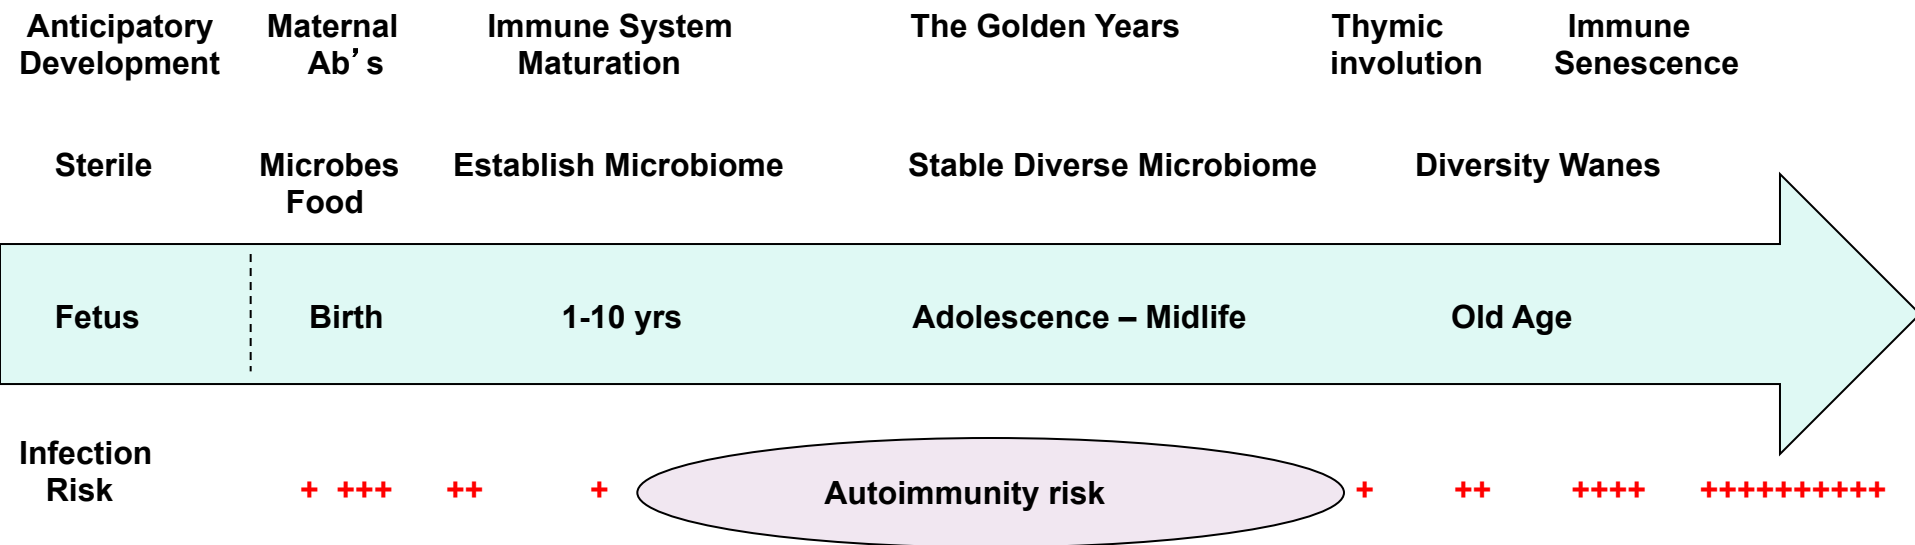 Anticipatory Maternal Immune System The Golden Years Thymic Immune
Development Ab's Maturation involution Senescence
Sterile Microbes Establish Microbiome Stable Diverse Microbiome Diversity Wanes
Food
Fetus Birth 1-10 yrs Adolescence – Midlife Old Age
Infection
Risk + +++ ++ + Autoimmunity risk + ++ ++++ ++++++++++